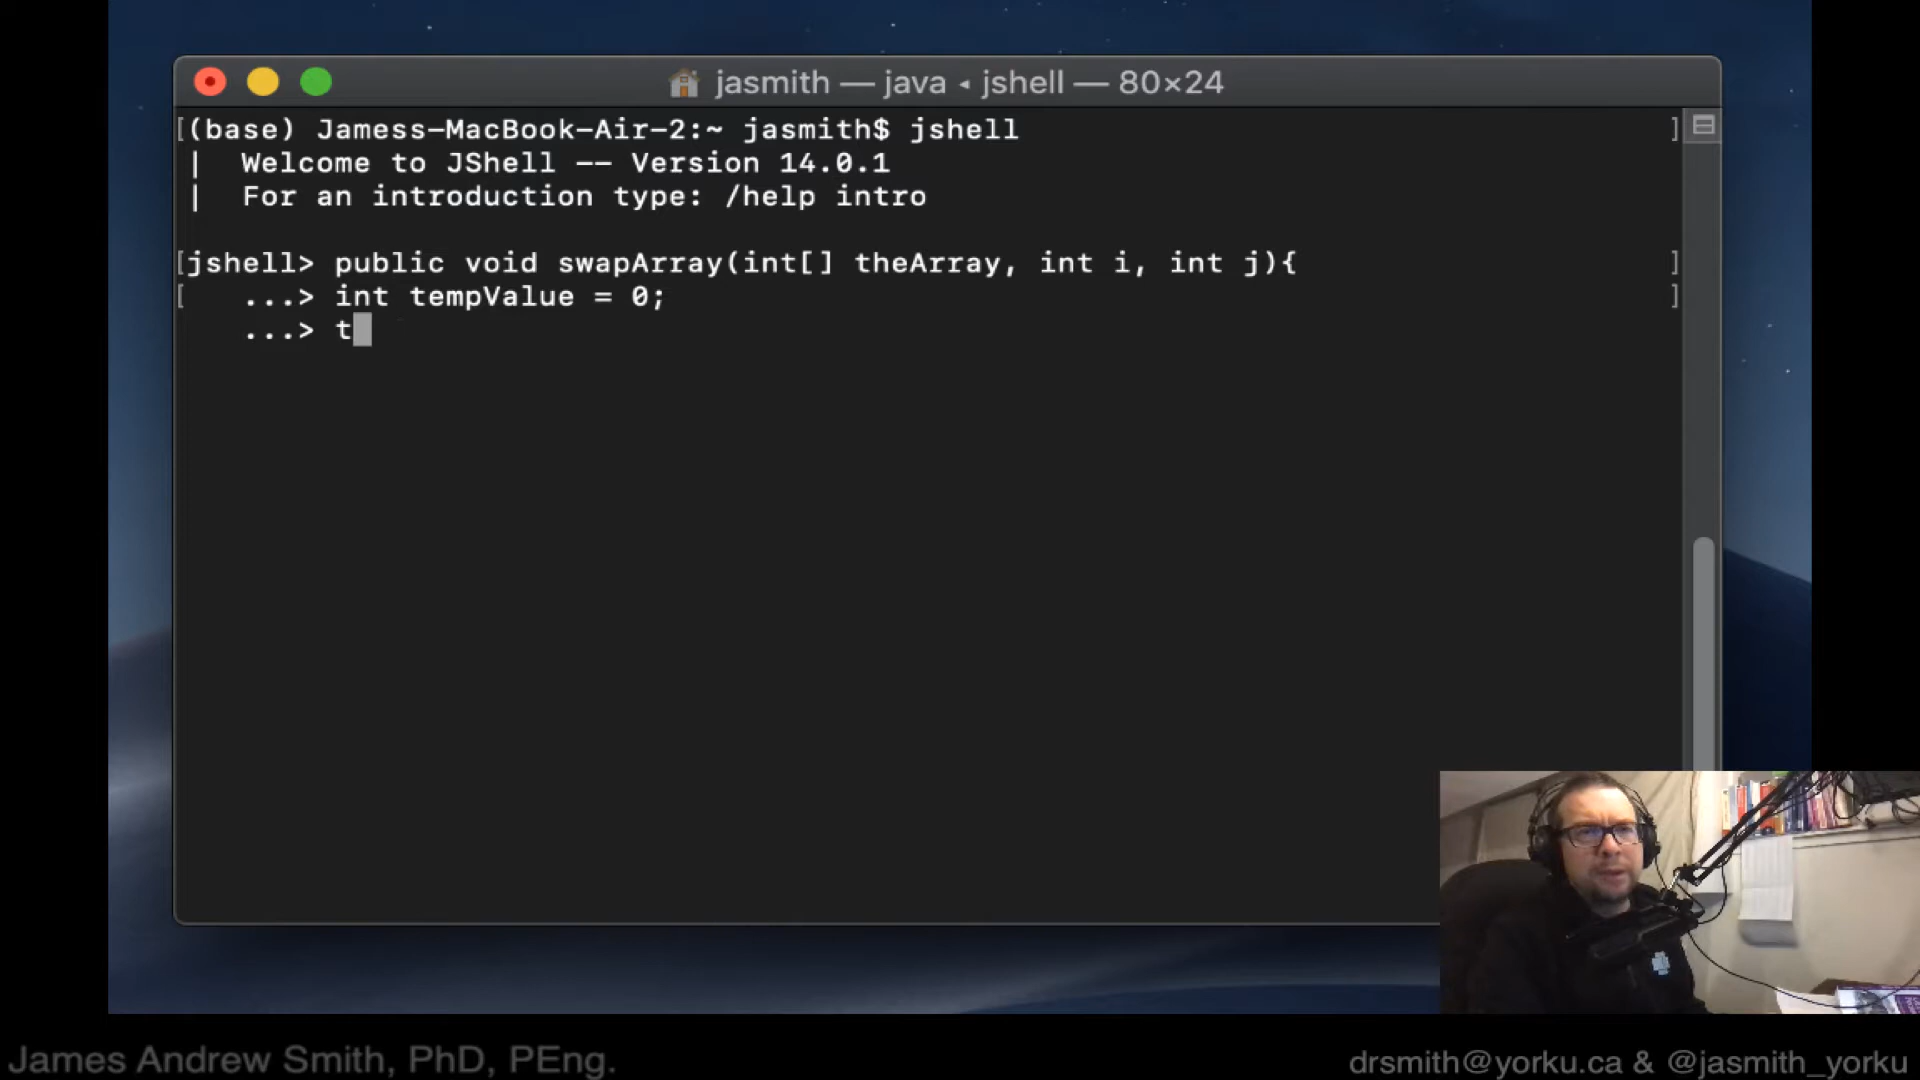 jasmith — java ◂ jshell — 80×24
[(base) Jamess-MacBook-Air-2:~ jasmith$ jshell ]
| Welcome to JShell -- Version 14.0.1
| For an introduction type: /help intro
[jshell> public void swapArray(int[] theArray, int i, int j){ ]
[ ...> int tempValue = 0; ]
...> t
James Andrew Smith, PhD, PEng.
drsmith@yorku.ca & @jasmith_yorku